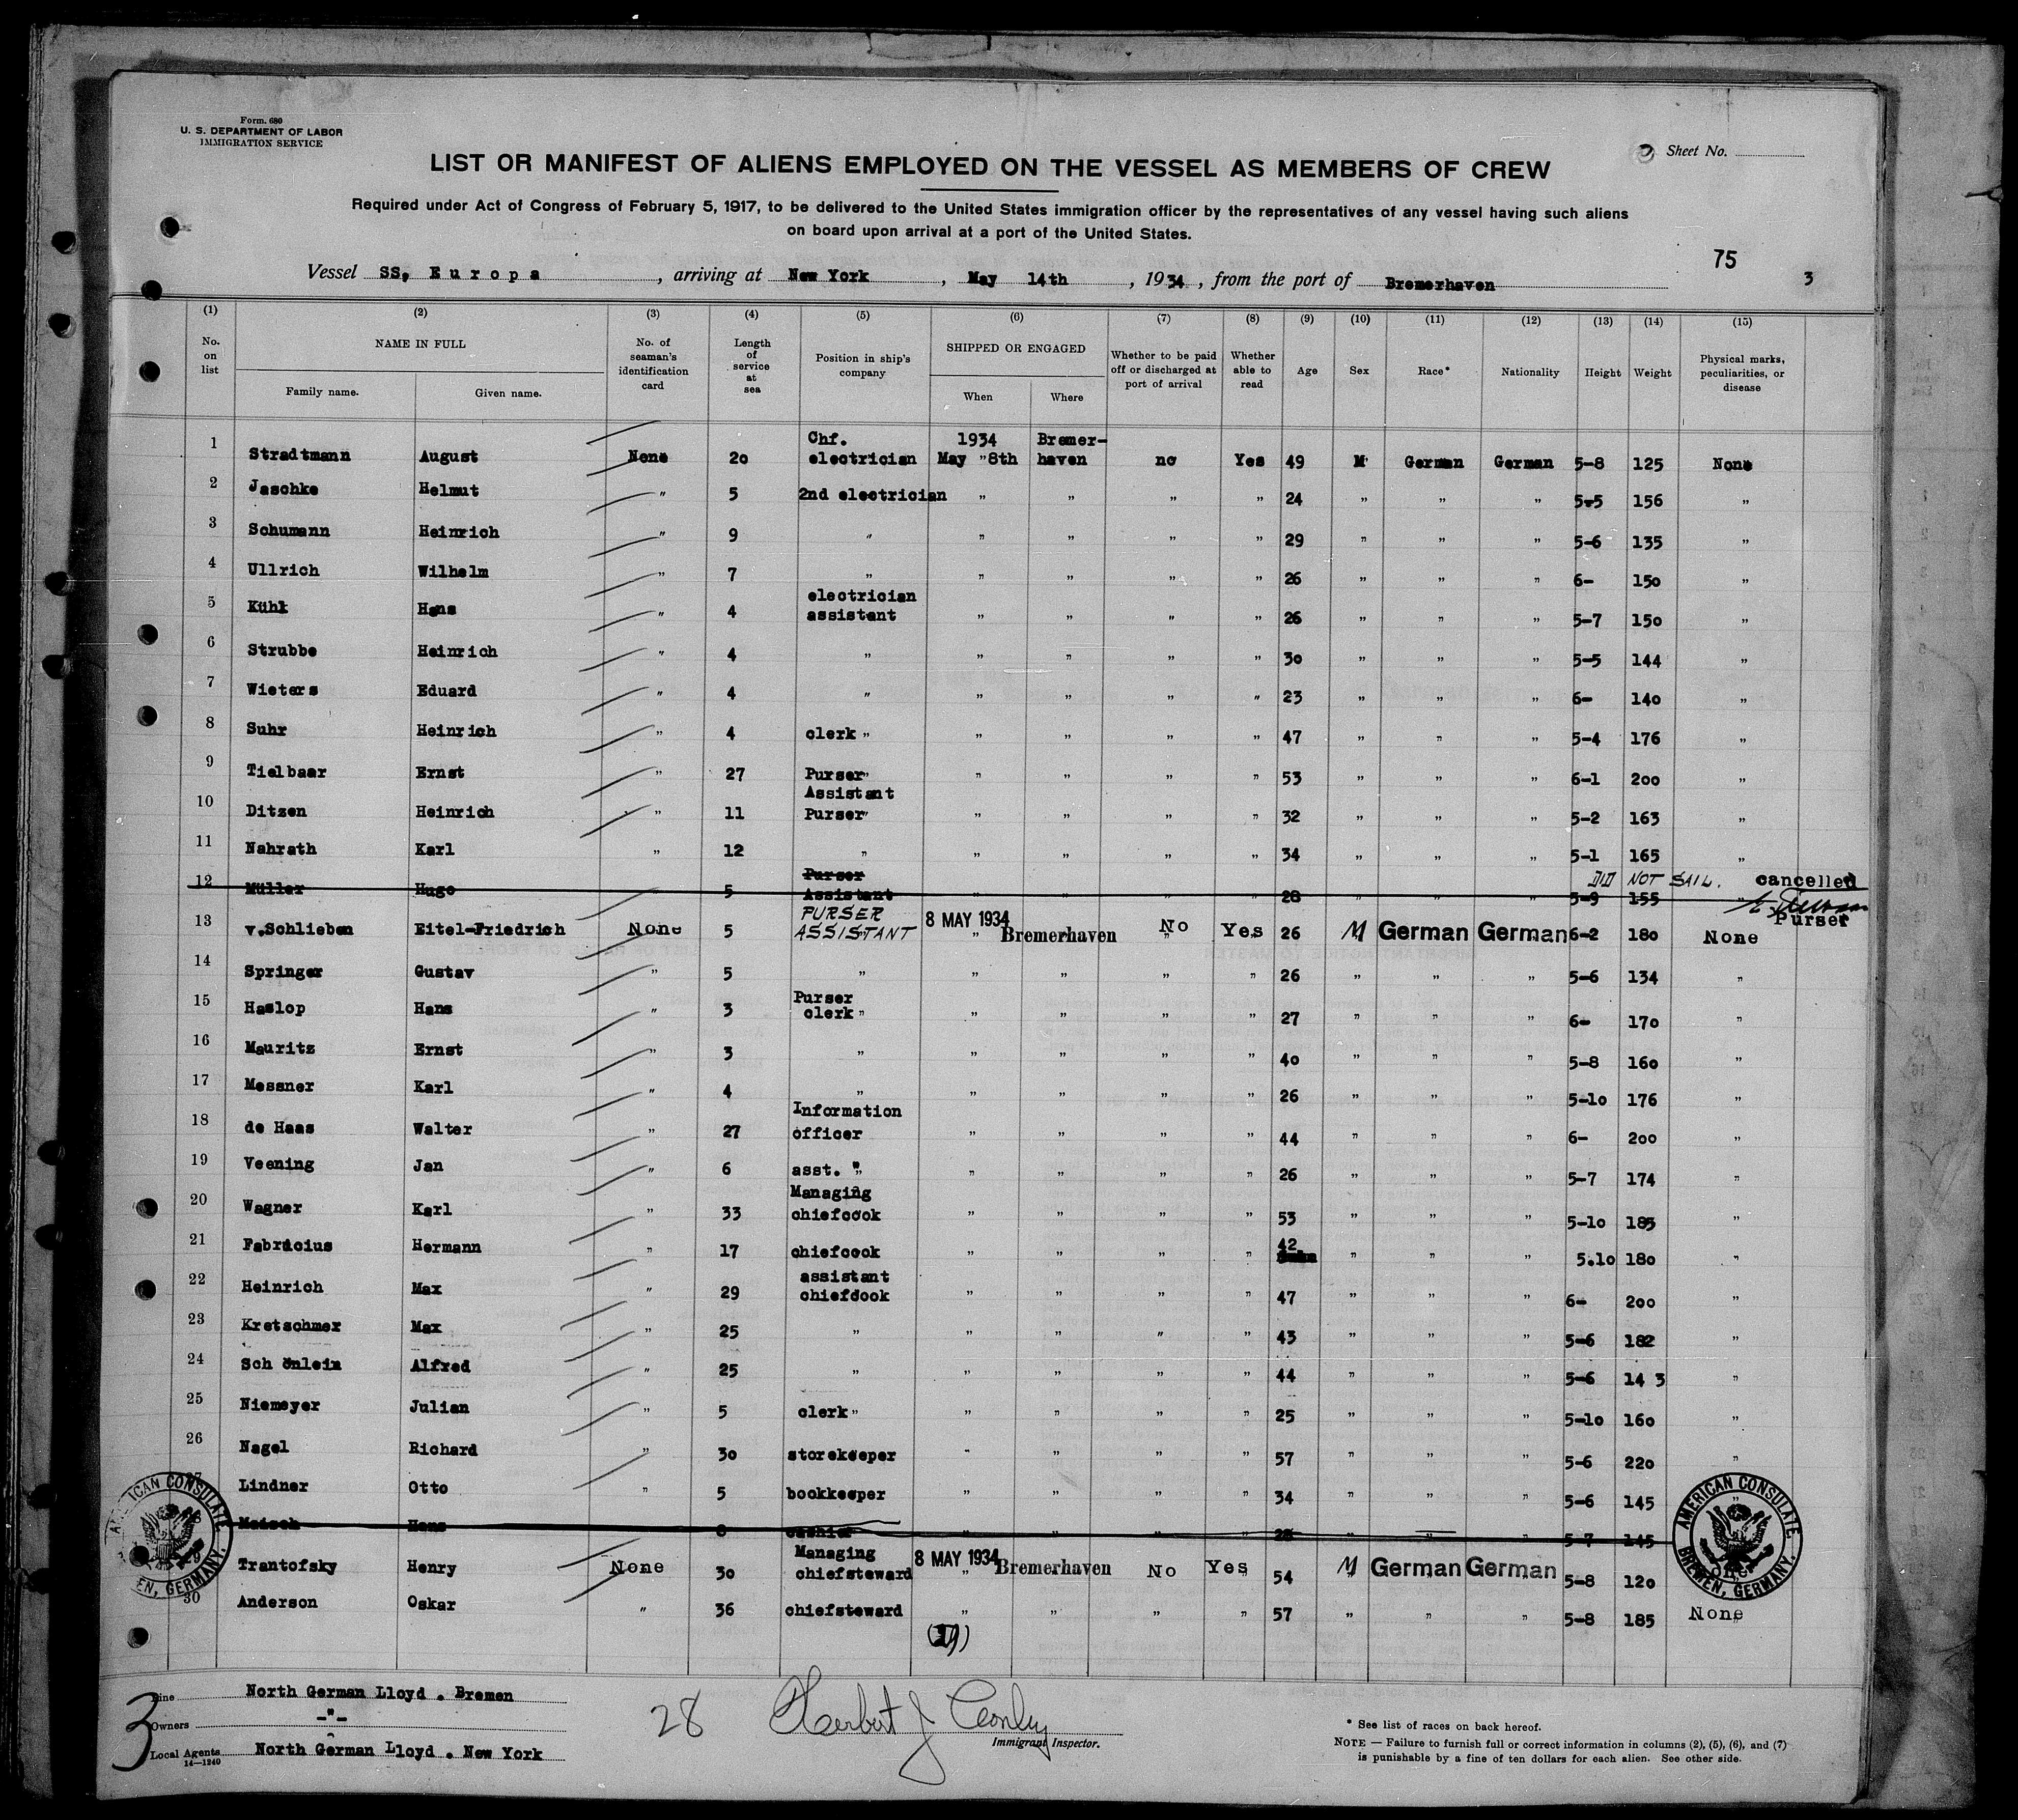 Form. 680
U. S. DEPARTMENT OF LABOR
IMMIGRATION SERVICE
Sheet No.
LIST OR MANIFEST OF ALIENS EMPLOYED ON THE VESSEL AS MEMBERS OF CREW
Required under Act of Congress of February 5, 1917, to be delivered to the United States immigration officer by the representatives of any vessel having such aliens
on board upon arrival at a port of the United States.
75
3
Vessel SS, Europa , arriving at New York , May 14th , 1934 , from the port of Bremerhaven
(1) (2) (3) (4) (5) (6) (7) (8) (9) (10) (11) (12) (13) (14) (15)
No. on list NAME IN FULL Family name. Given name. No. of seaman's identification card Length of service at sea Position in ship's company SHIPPED OR ENGAGED When Where Whether to be paid off or discharged at port of arrival Whether able to read Age Sex Race* Nationality Height Weight Physical marks, peculiarities, or disease
1 Stradtmann August None 20 Chf. electrician 1934 May "8th Bremer-haven no Yes 49 M German German 5-8 125 None
2 Jaschke Helmut " 5 2nd electrician " " " " 24 " " " 5-5 156 "
3 Schumann Heinrich " 9 " " " " " 29 " " " 5-6 135 "
4 Ullrich Wilhelm " 7 " " " " " 26 " " " 6- 150 "
5 Kühk Hans " 4 electrician assistant " " " " 26 " " " 5-7 150 "
6 Strubbe Heinrich " 4 " " " " " 30 " " " 5-5 144 "
7 Wieters Eduard " 4 " " " " " 23 " " " 6- 140 "
8 Suhr Heinrich " 4 clerk " " " " " 47 " " " 5-4 176 "
9 Tielbaar Ernst " 27 Purser " " " " " 53 " " " 6-1 200 "
10 Ditzen Heinrich " 11 Assistant Purser " " " " " 32 " " " 5-2 163 "
11 Nahrath Karl " 12 " " " " " 34 " " " 5-1 165 "
12 Müller Hugo " 5 Purser Assistant " " " " 28 " " " 5-9 155 " DID NOT SAIL. cancelled
Purser
13 v.Schlieben Eitel-Friedrich None 5 PURSER ASSISTANT 8 MAY 1934 Bremerhaven No Yes 26 M German German 6-2 180 None
14 Springer Gustav " 5 " " " " " 26 " " " 5-6 134 "
15 Haslop Hans " 3 Purser clerk " " " " " 27 " " " 6- 170 "
16 Mauritz Ernst " 3 " " " " " 40 " " " 5-8 160 "
17 Messner Karl " 4 " " " " " 26 " " " 5-10 176 "
18 de Haas Walter " 27 Information officer " " " " 44 " " " 6- 200 "
19 Veening Jan " 6 asst. " " " " " 26 " " " 5-7 174 "
20 Wagner Karl " 33 Managing chiefcook " " " " 53 " " " 5-10 185 "
21 Fabricius Hermann " 17 chiefcook " " " " 42 " " " 5.10 180 "
22 Heinrich Max " 29 assistant chiefcook " " " " 47 " " " 6- 200 "
23 Kretschmer Max " 25 " " " " " 43 " " " 5-6 182 "
24 Sch önlein Alfred " 25 " " " " " 44 " " " 5-6 14 3 "
25 Niemeyer Julian " 5 clerk " " " " " 25 " " " 5-10 160 "
26 Nagel Richard " 30 storekeeper " " " " 57 " " " 5-6 220 "
Lindner Otto " 5 bookkeeper " " " " 34 " " " 5-6 145 "
Hans 8 cashier " " " " " " " 5-7 145
Trantofsky Henry None 30 Managing chiefsteward 8 MAY 1934 Bremerhaven No Yes 54 M German German 5-8 120
30 Anderson Oskar " 36 chiefsteward " " " " 57 " " " 5-8 185 None
AMERICAN CONSULATE. BREMEN, GERMANY.
AMERICAN CONSULATE. BREMEN, GERMANY.
3
Line North German Lloyd . Bremen
Owners -"-
Local Agents North German Lloyd . New York
14—1240
28
Herbert J Conley
Immigrant Inspector.
* See list of races on back hereof.
NOTE — Failure to furnish full or correct information in columns (2), (5), (6), and (7)
is punishable by a fine of ten dollars for each alien. See other side.